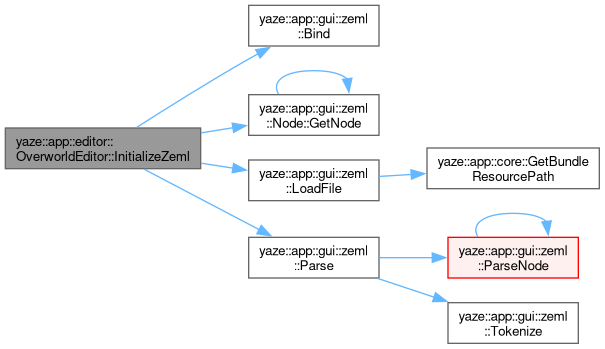 yaze::app::gui::zeml
::Bind
yaze::app::editor::
OverworldEditor::InitializeZeml
yaze::app::gui::zeml
::Node::GetNode
yaze::app::gui::zeml
::LoadFile
yaze::app::core::GetBundle
ResourcePath
yaze::app::gui::zeml
::Parse
yaze::app::gui::zeml
::ParseNode
yaze::app::gui::zeml
::Tokenize